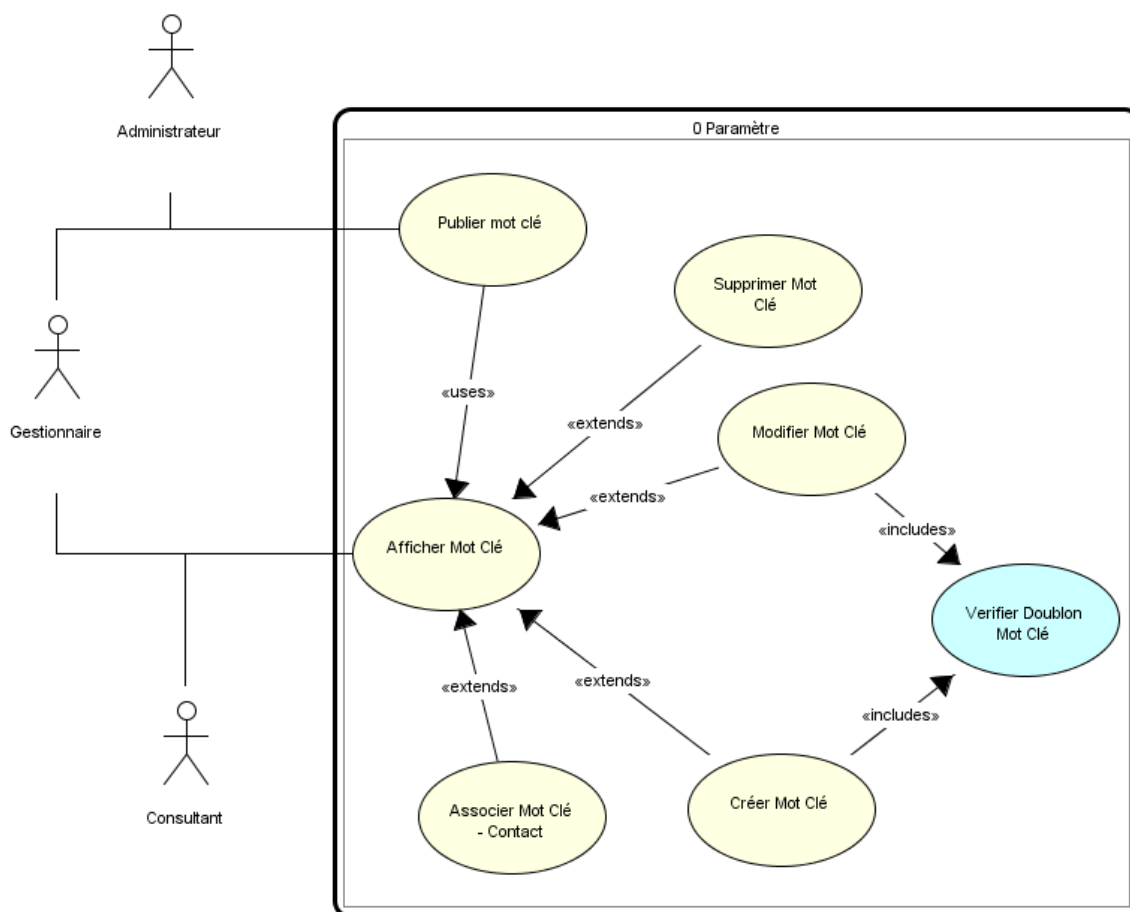 Administrateur
0 Paramètre
Publier mot clé
Supprimer Mot
Clé
Gestionnaire
«uses»
«extends»
Modifier Mot Clé
«extends»
«includes»
Afficher Mot Clé
Verifier Doublon
Mot Clé
«extends»
«extends»
«includes»
Consultant
Associer Mot Clé
- Contact
Créer Mot Clé